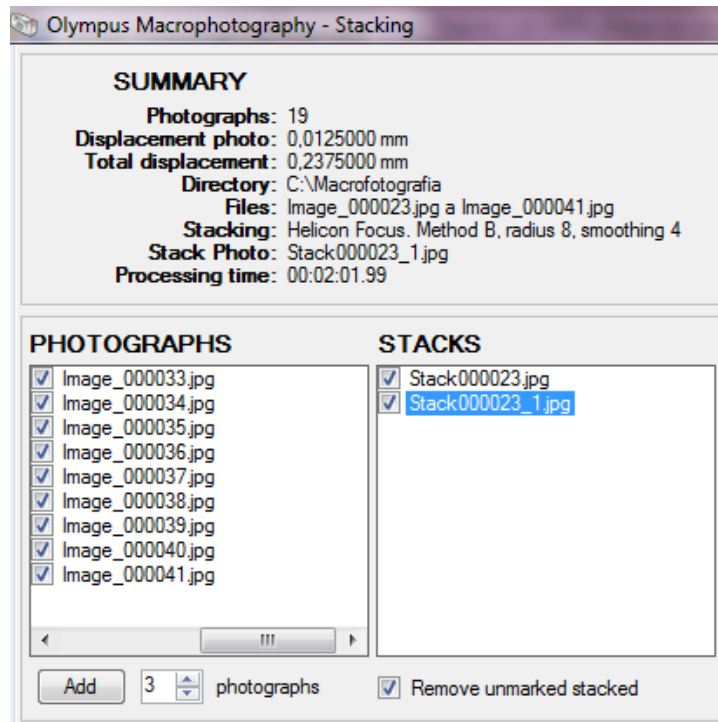 Olympus Macrophotography - Stacking
SUMMARY
Photographs: 19
Displacement photo: 0,0125000 mm
Total displacement: 0,2375000 mm
Directory: C:\Macrofotografia
Files: Image_000023.jpg a Image_000041.jpg
Stacking: Helicon Focus. Method B, radius 8, smoothing 4
Stack Photo: Stack000023_1.jpg
Processing time: 00:02:01.99
PHOTOGRAPHS
Image_000033.jpg
Image_000034.jpg
Image_000035.jpg
Image_000036.jpg
Image_000037.jpg
Image_000038.jpg
Image_000039.jpg
Image_000040.jpg
Image_000041.jpg
Add 3 photographs
STACKS
Stack000023.jpg
Stack000023_1.jpg
Remove unmarked stacked